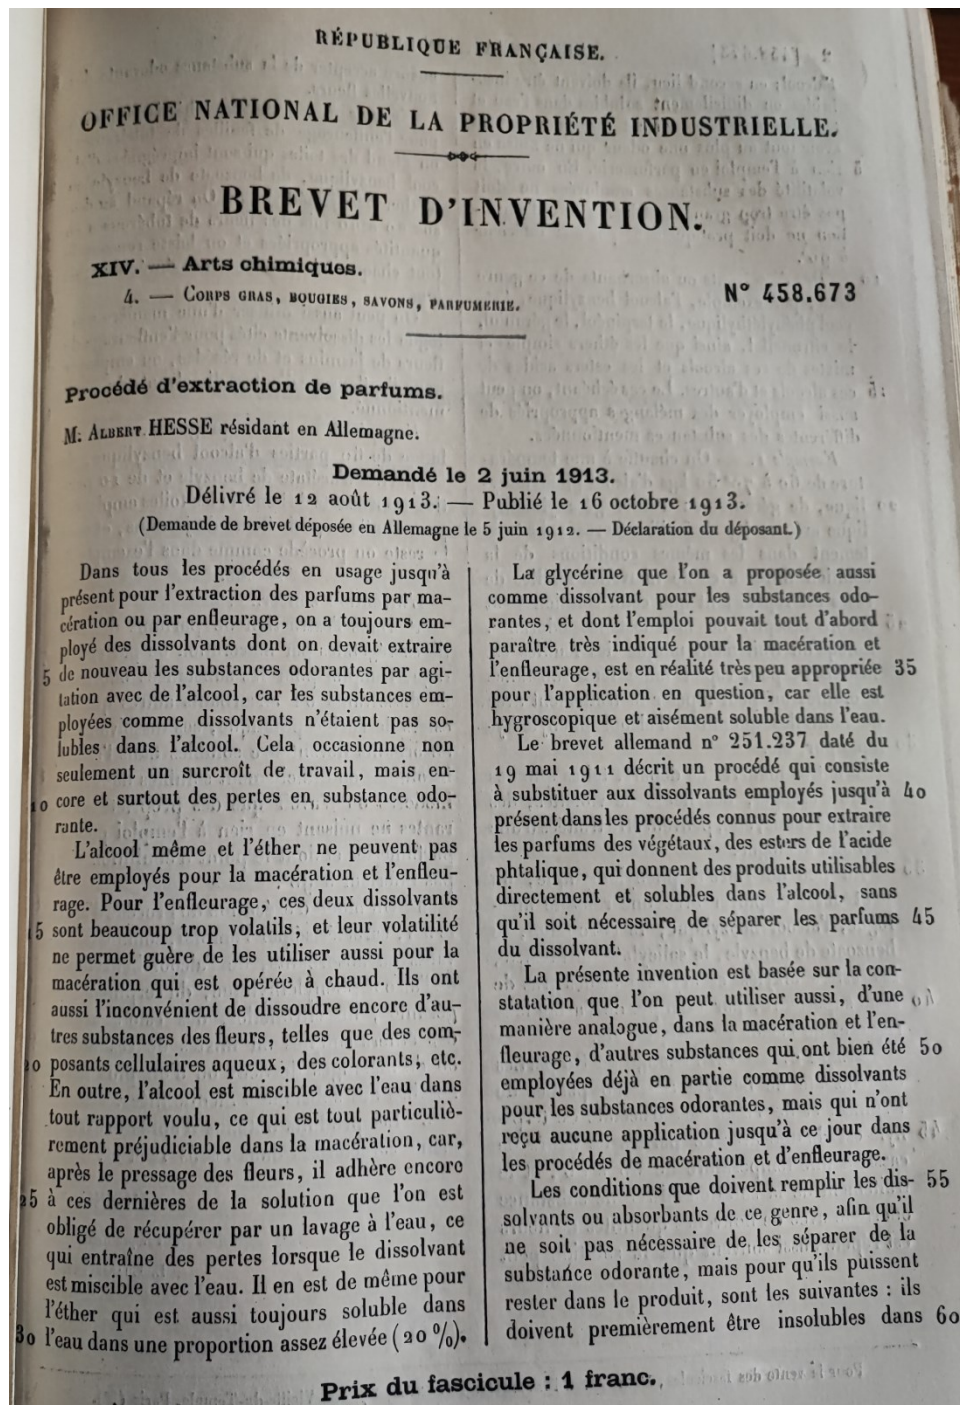 RÉPUBLIQUE FRANÇAISE.
OFFICE NATIONAL DE LA PROPRIÉTÉ INDUSTRIELLE.
BREVET D'INVENTION.
XIV. — Arts chimiques.
4. — Corps gras, bougies, savons, parfumerie.
N° 458.673
Procédé d'extraction de parfums.
M. Albert HESSE résidant en Allemagne.
Demandé le 2 juin 1913.
Délivré le 12 août 1913. — Publié le 16 octobre 1913.
(Demande de brevet déposée en Allemagne le 5 juin 1912. — Déclaration du déposant.)
Dans tous les procédés en usage jusqu'à
présent pour l'extraction des parfums par ma-
cération ou par enfleurage, on a toujours em-
ployé des dissolvants dont on devait extraire
5 de nouveau les substances odorantes par agi-
tation avec de l'alcool, car les substances em-
ployées comme dissolvants n'étaient pas so-
lubles dans l'alcool. Cela occasionne non
seulement un surcroît de travail, mais en-
10 core et surtout des pertes en substance odo-
rante.
L'alcool même et l'éther ne peuvent pas
être employés pour la macération et l'enfleu-
rage. Pour l'enfleurage, ces deux dissolvants
15 sont beaucoup trop volatils, et leur volatilité
ne permet guère de les utiliser aussi pour la
macération qui est opérée à chaud. Ils ont
aussi l'inconvénient de dissoudre encore d'au-
tres substances des fleurs, telles que des com-
20 posants cellulaires aqueux, des colorants, etc.
En outre, l'alcool est miscible avec l'eau dans
tout rapport voulu, ce qui est tout particuliè-
rement préjudiciable dans la macération, car,
après le pressage des fleurs, il adhère encore
25 à ces dernières de la solution que l'on est
obligé de récupérer par un lavage à l'eau, ce
qui entraîne des pertes lorsque le dissolvant
est miscible avec l'eau. Il en est de même pour
l'éther qui est aussi toujours soluble dans
30 l'eau dans une proportion assez élevée (20 %).
La glycérine que l'on a proposée aussi
comme dissolvant pour les substances odo-
rantes, et dont l'emploi pouvait tout d'abord
paraître très indiqué pour la macération et
l'enfleurage, est en réalité très peu appropriée 35
pour l'application en question, car elle est
hygroscopique et aisément soluble dans l'eau.
Le brevet allemand n° 251.237 daté du
19 mai 1911 décrit un procédé qui consiste
à substituer aux dissolvants employés jusqu'à 40
présent dans les procédés connus pour extraire
les parfums des végétaux, des esters de l'acide
phtalique, qui donnent des produits utilisables
directement et solubles dans l'alcool, sans
qu'il soit nécessaire de séparer les parfums 45
du dissolvant.
La présente invention est basée sur la con-
statation que l'on peut utiliser aussi, d'une
manière analogue, dans la macération et l'en-
fleurage, d'autres substances qui ont bien été 50
employées déjà en partie comme dissolvants
pour les substances odorantes, mais qui n'ont
reçu aucune application jusqu'à ce jour dans
les procédés de macération et d'enfleurage.
Les conditions que doivent remplir les dis- 55
solvants ou absorbants de ce genre, afin qu'il
ne soit pas nécessaire de les séparer de la
substance odorante, mais pour qu'ils puissent
rester dans le produit, sont les suivantes : ils
doivent premièrement être insolubles dans 60
Prix du fascicule : 1 franc.